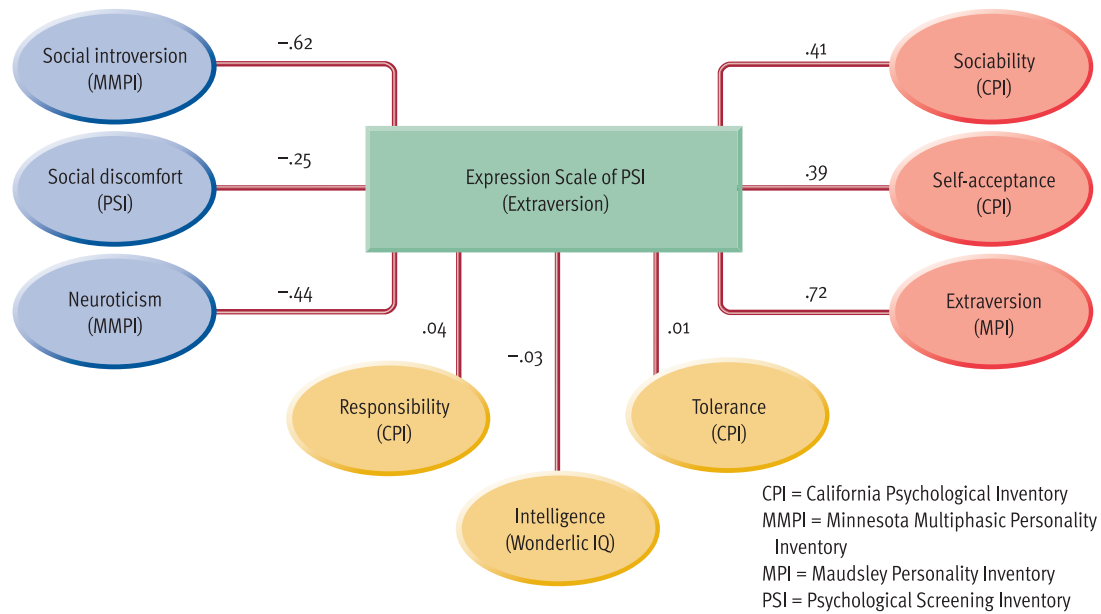 Social introversion
(MMPI)
−.62
.41
Sociability
(CPI)
Social discomfort
(PSI)
−.25
Expression Scale of PSI
(Extraversion)
.39
Self-acceptance
(CPI)
Neuroticism
(MMPI)
−.44
.72
Extraversion
(MPI)
.04
−.03
.01
Responsibility
(CPI)
Tolerance
(CPI)
Intelligence
(Wonderlic IQ)
CPI = California Psychological Inventory
MMPI = Minnesota Multiphasic Personality
Inventory
MPI = Maudsley Personality Inventory
PSI = Psychological Screening Inventory